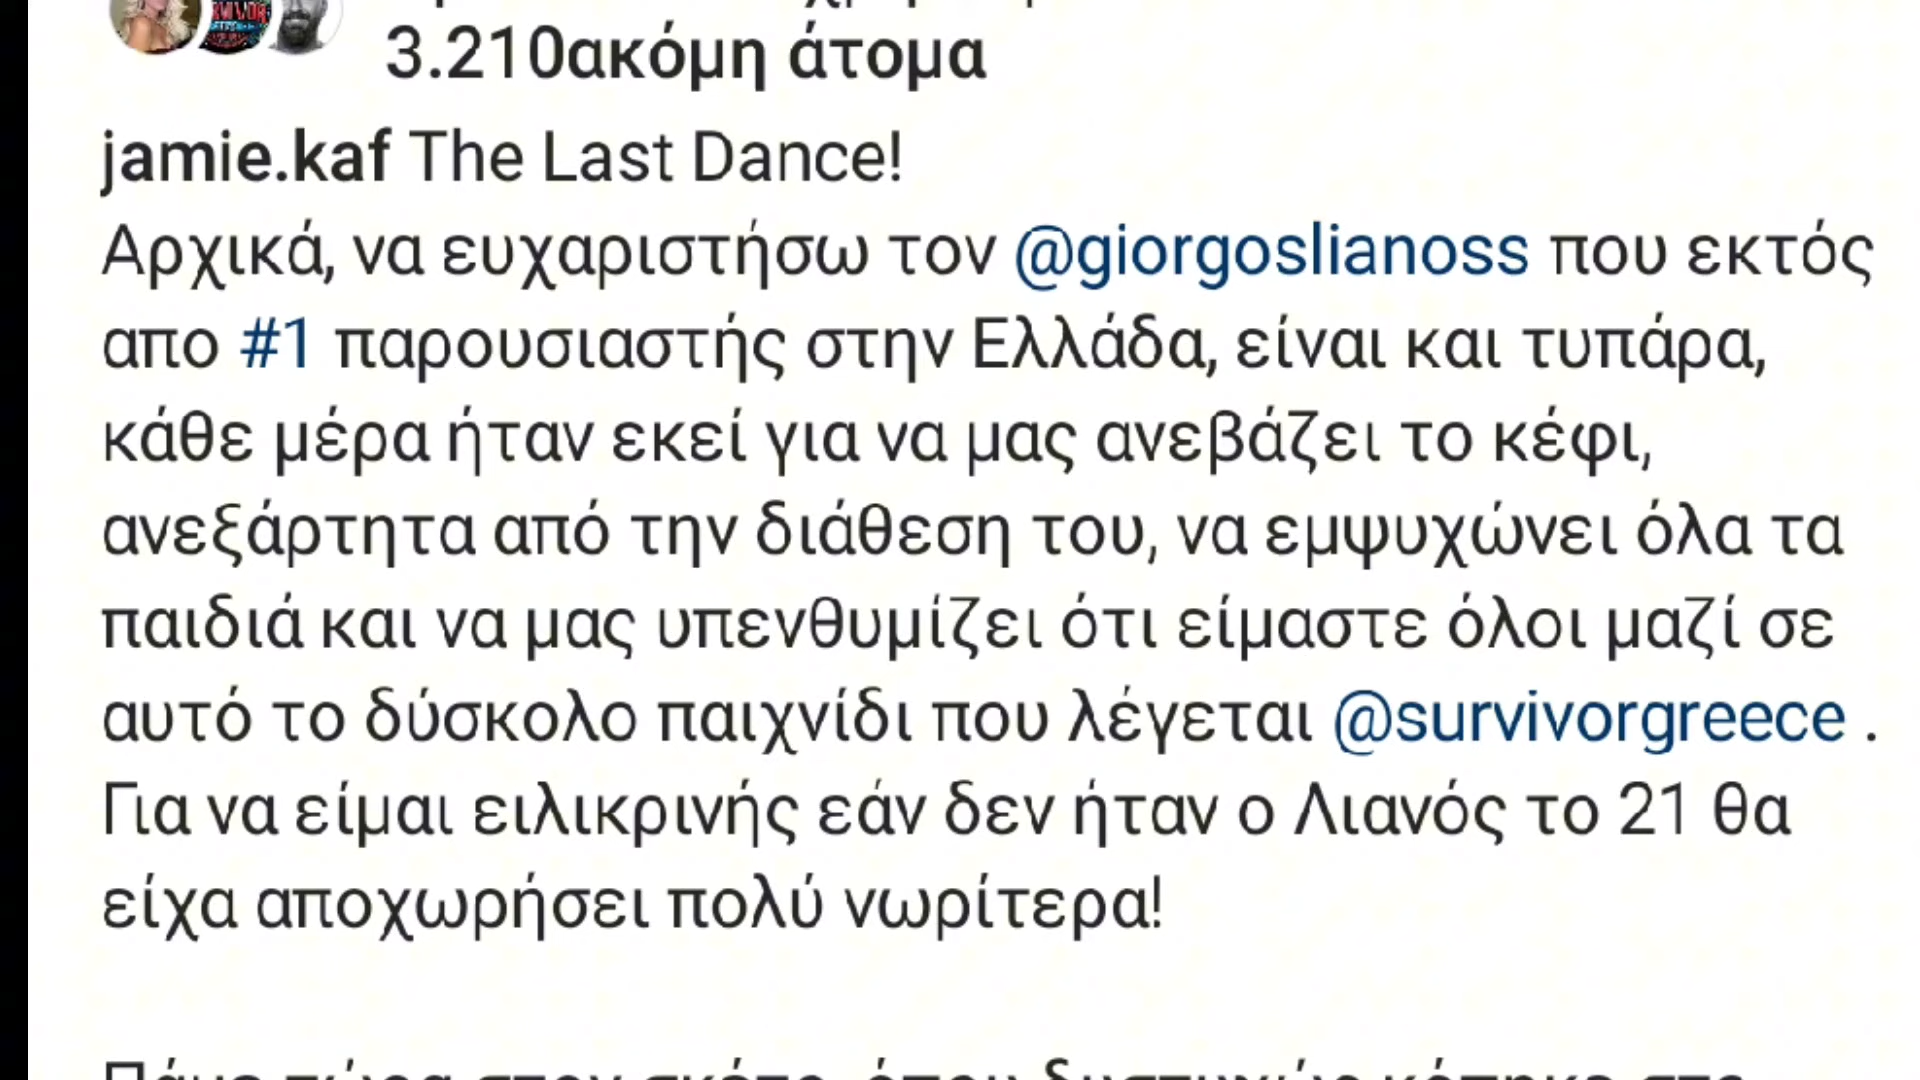 3.210ακόμη άτομα
jamie.kaf The Last Dance!
Αρχικά, να ευχαριστήσω τον @giorgoslianoss που εκτός
απο #1 παρουσιαστής στην Ελλάδα, είναι και τυπάρα,
κάθε μέρα ήταν εκεί για να μας ανεβάζει το κέφι,
ανεξάρτητα από την διάθεση του, να εμψυχώνει όλα τα
παιδιά και να μας υπενθυμίζει ότι είμαστε όλοι μαζί σε
αυτό το δύσκολο παιχνίδι που λέγεται @survivorgreece .
Για να είμαι ειλικρινής εάν δεν ήταν ο Λιανός το 21 θα
είχα αποχωρήσει πολύ νωρίτερα!